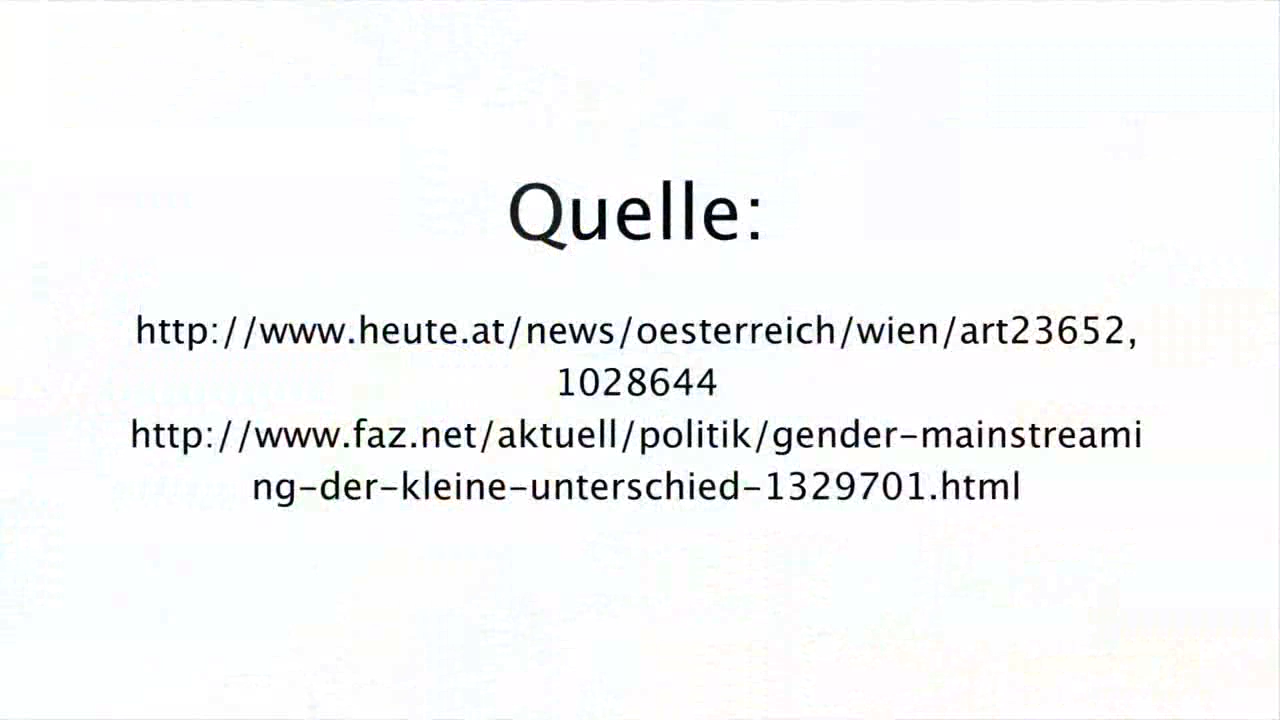 Quelle:
http://www.heute.at/news/oesterreich/wien/art23652,
1028644
http://www.faz.net/aktuell/politik/gender-mainstreami
ng-der-kleine-unterschied-1329701.html